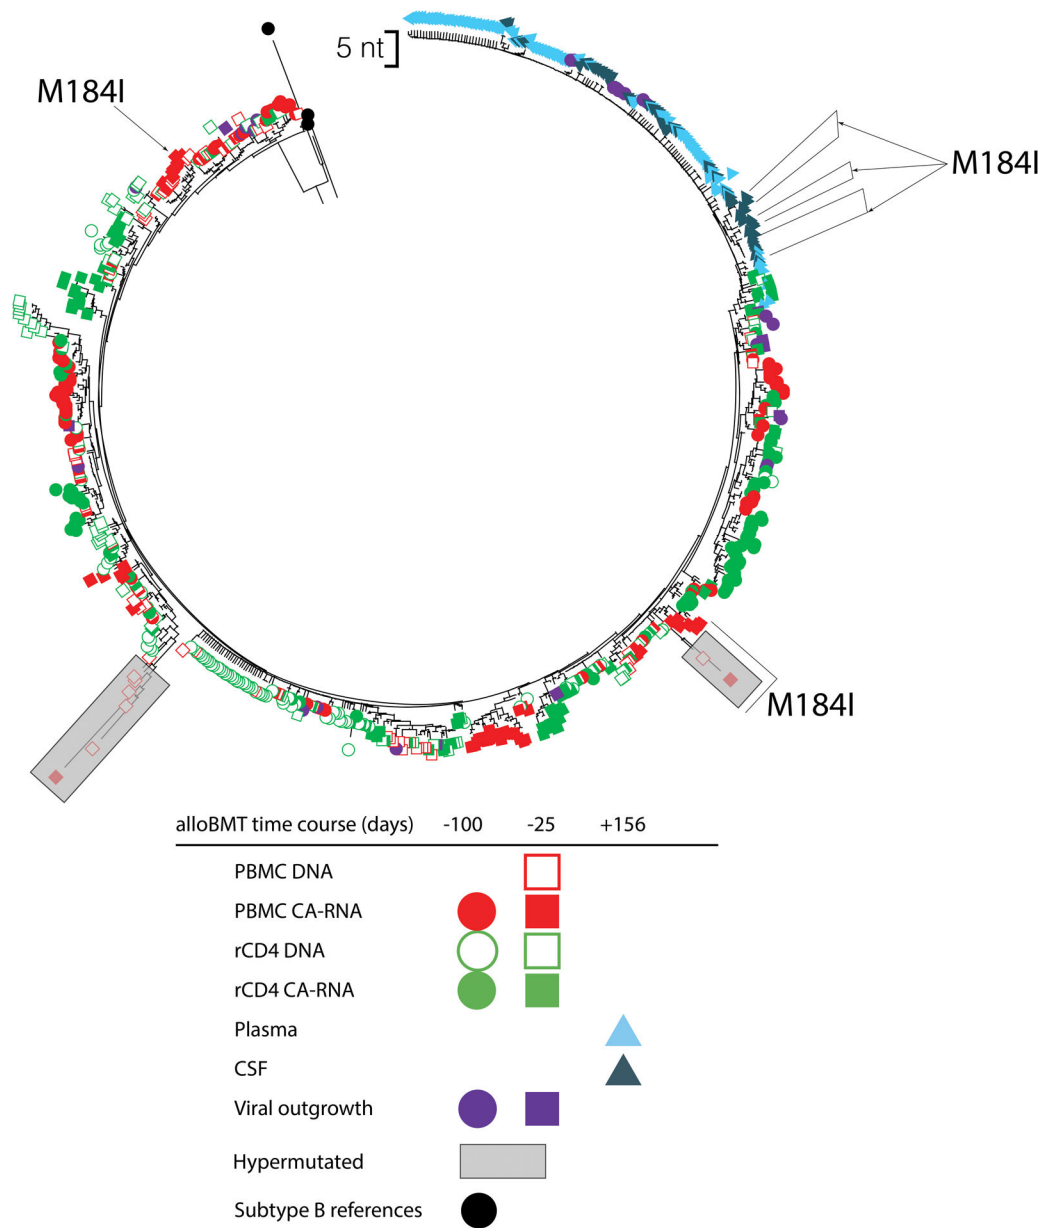 5 nt
M184I
M184I
M184I
alloBMT time course (days) -100 -25 +156
PBMC DNA
PBMC CA-RNA
rCD4 DNA
rCD4 CA-RNA
Plasma
CSF
Viral outgrowth
Hypermutated
Subtype B references